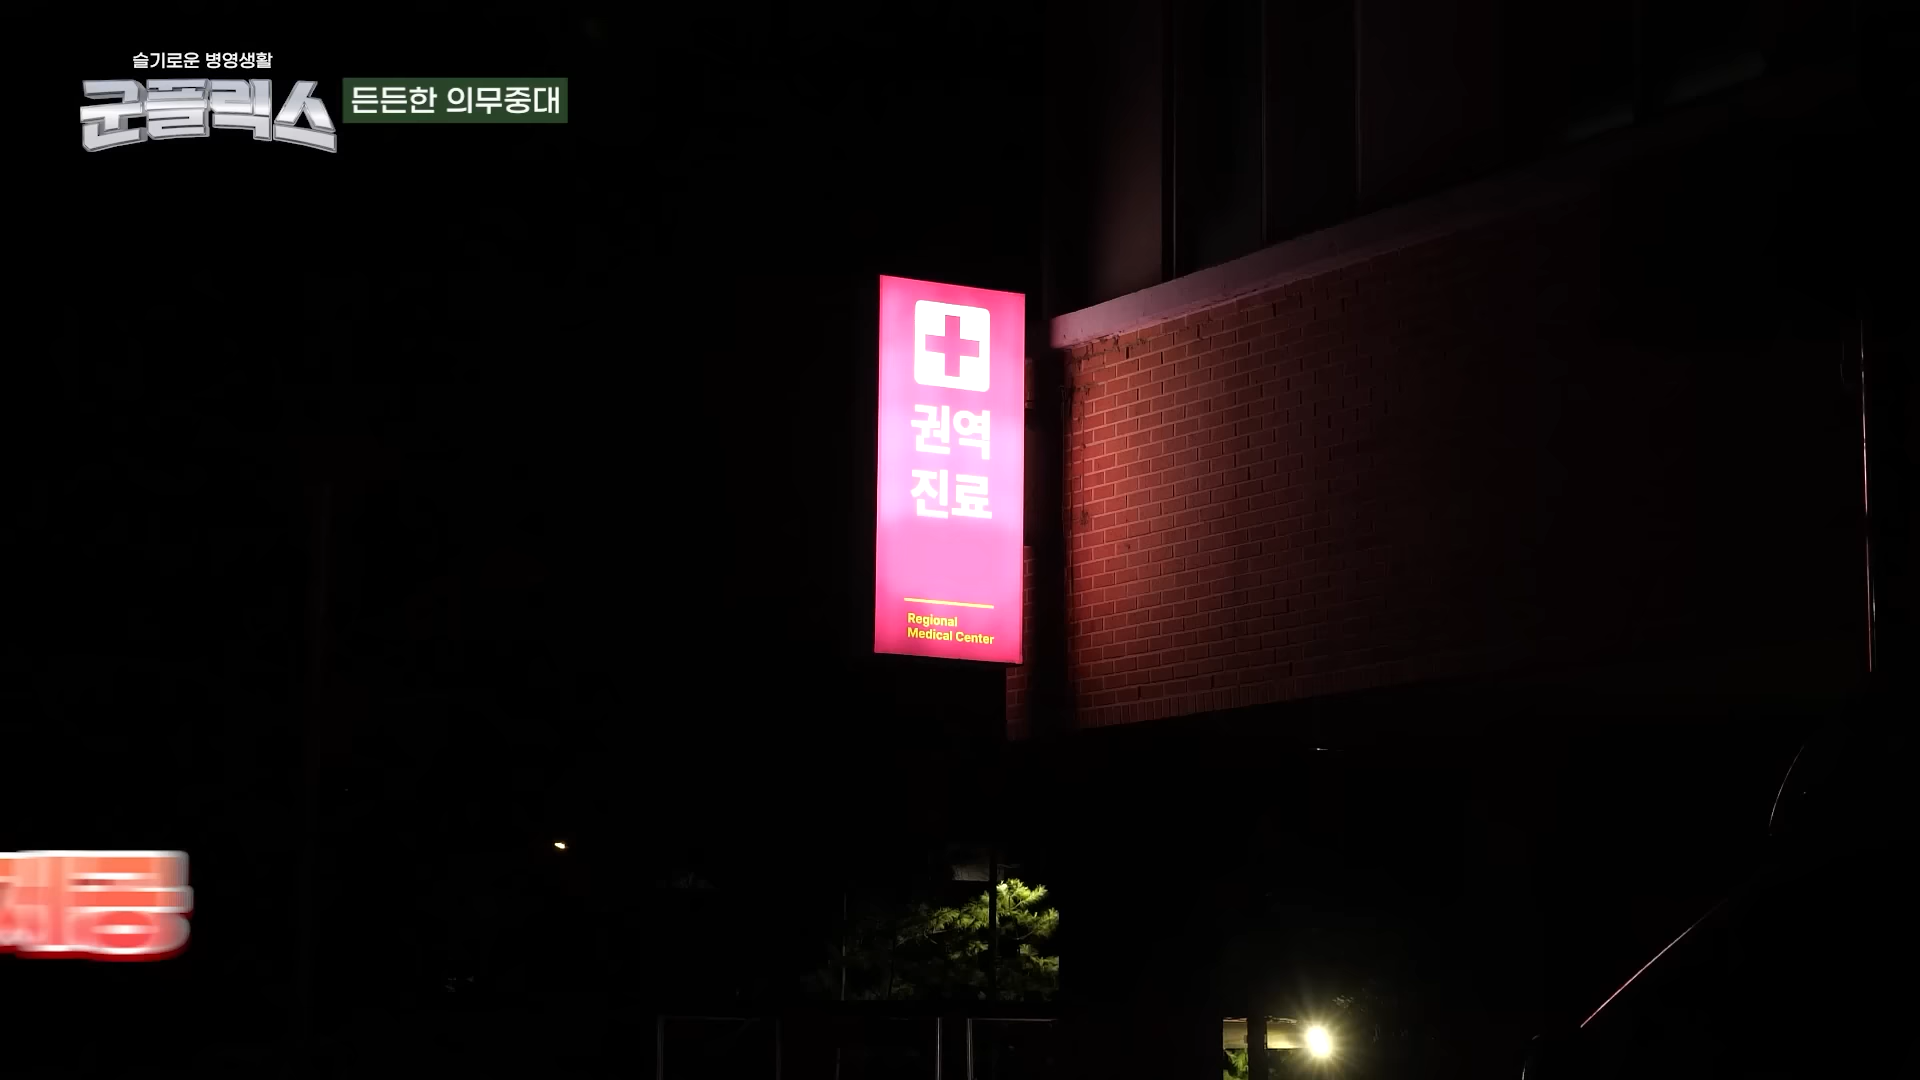 슬기로운 병영생활
군플릭스
든든한 의무중대
권역
진료
Regional
Medical Center